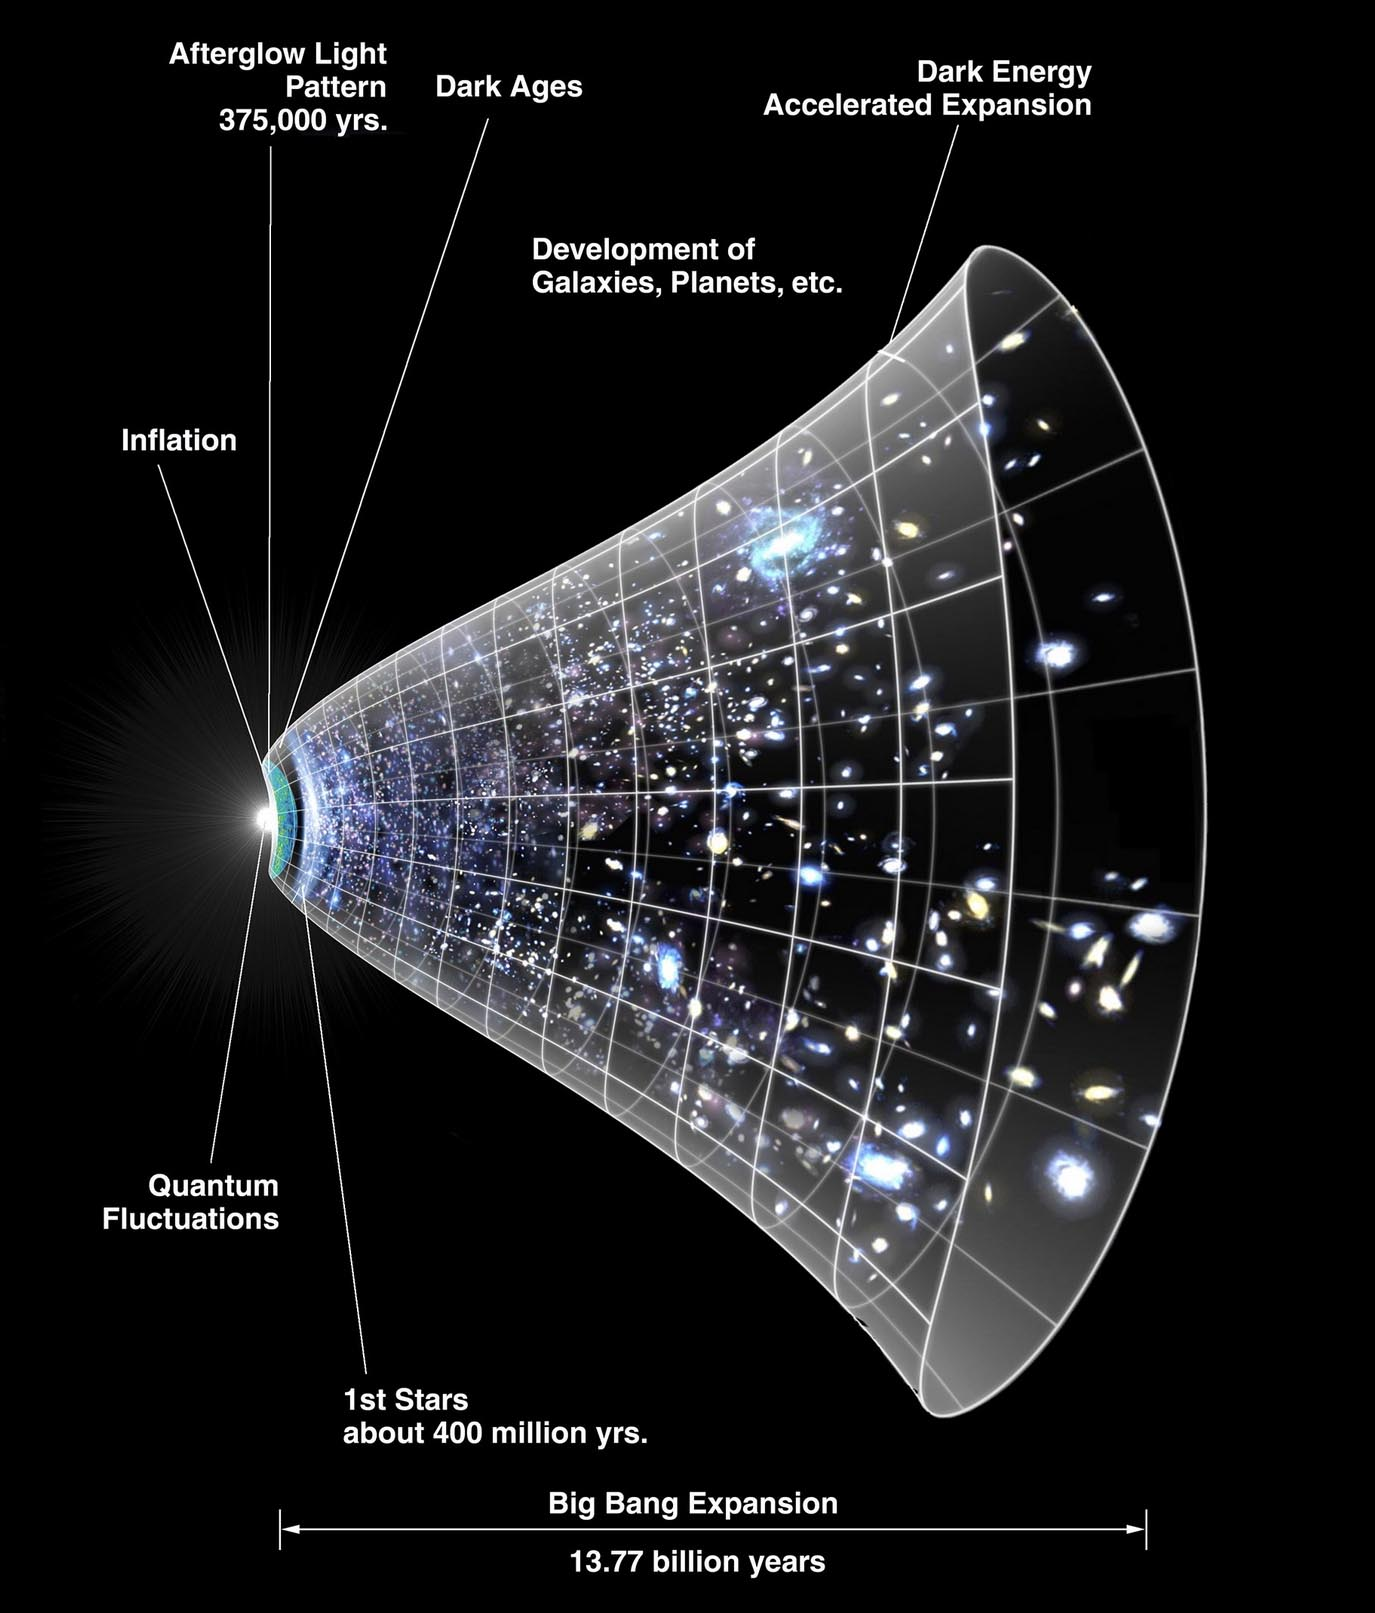 Afterglow Light
Pattern
375,000 yrs.
Dark Ages
Dark Energy
Accelerated Expansion
Development of
Galaxies, Planets, etc.
Inflation
Quantum
Fluctuations
1st Stars
about 400 million yrs.
Big Bang Expansion
13.77 billion years